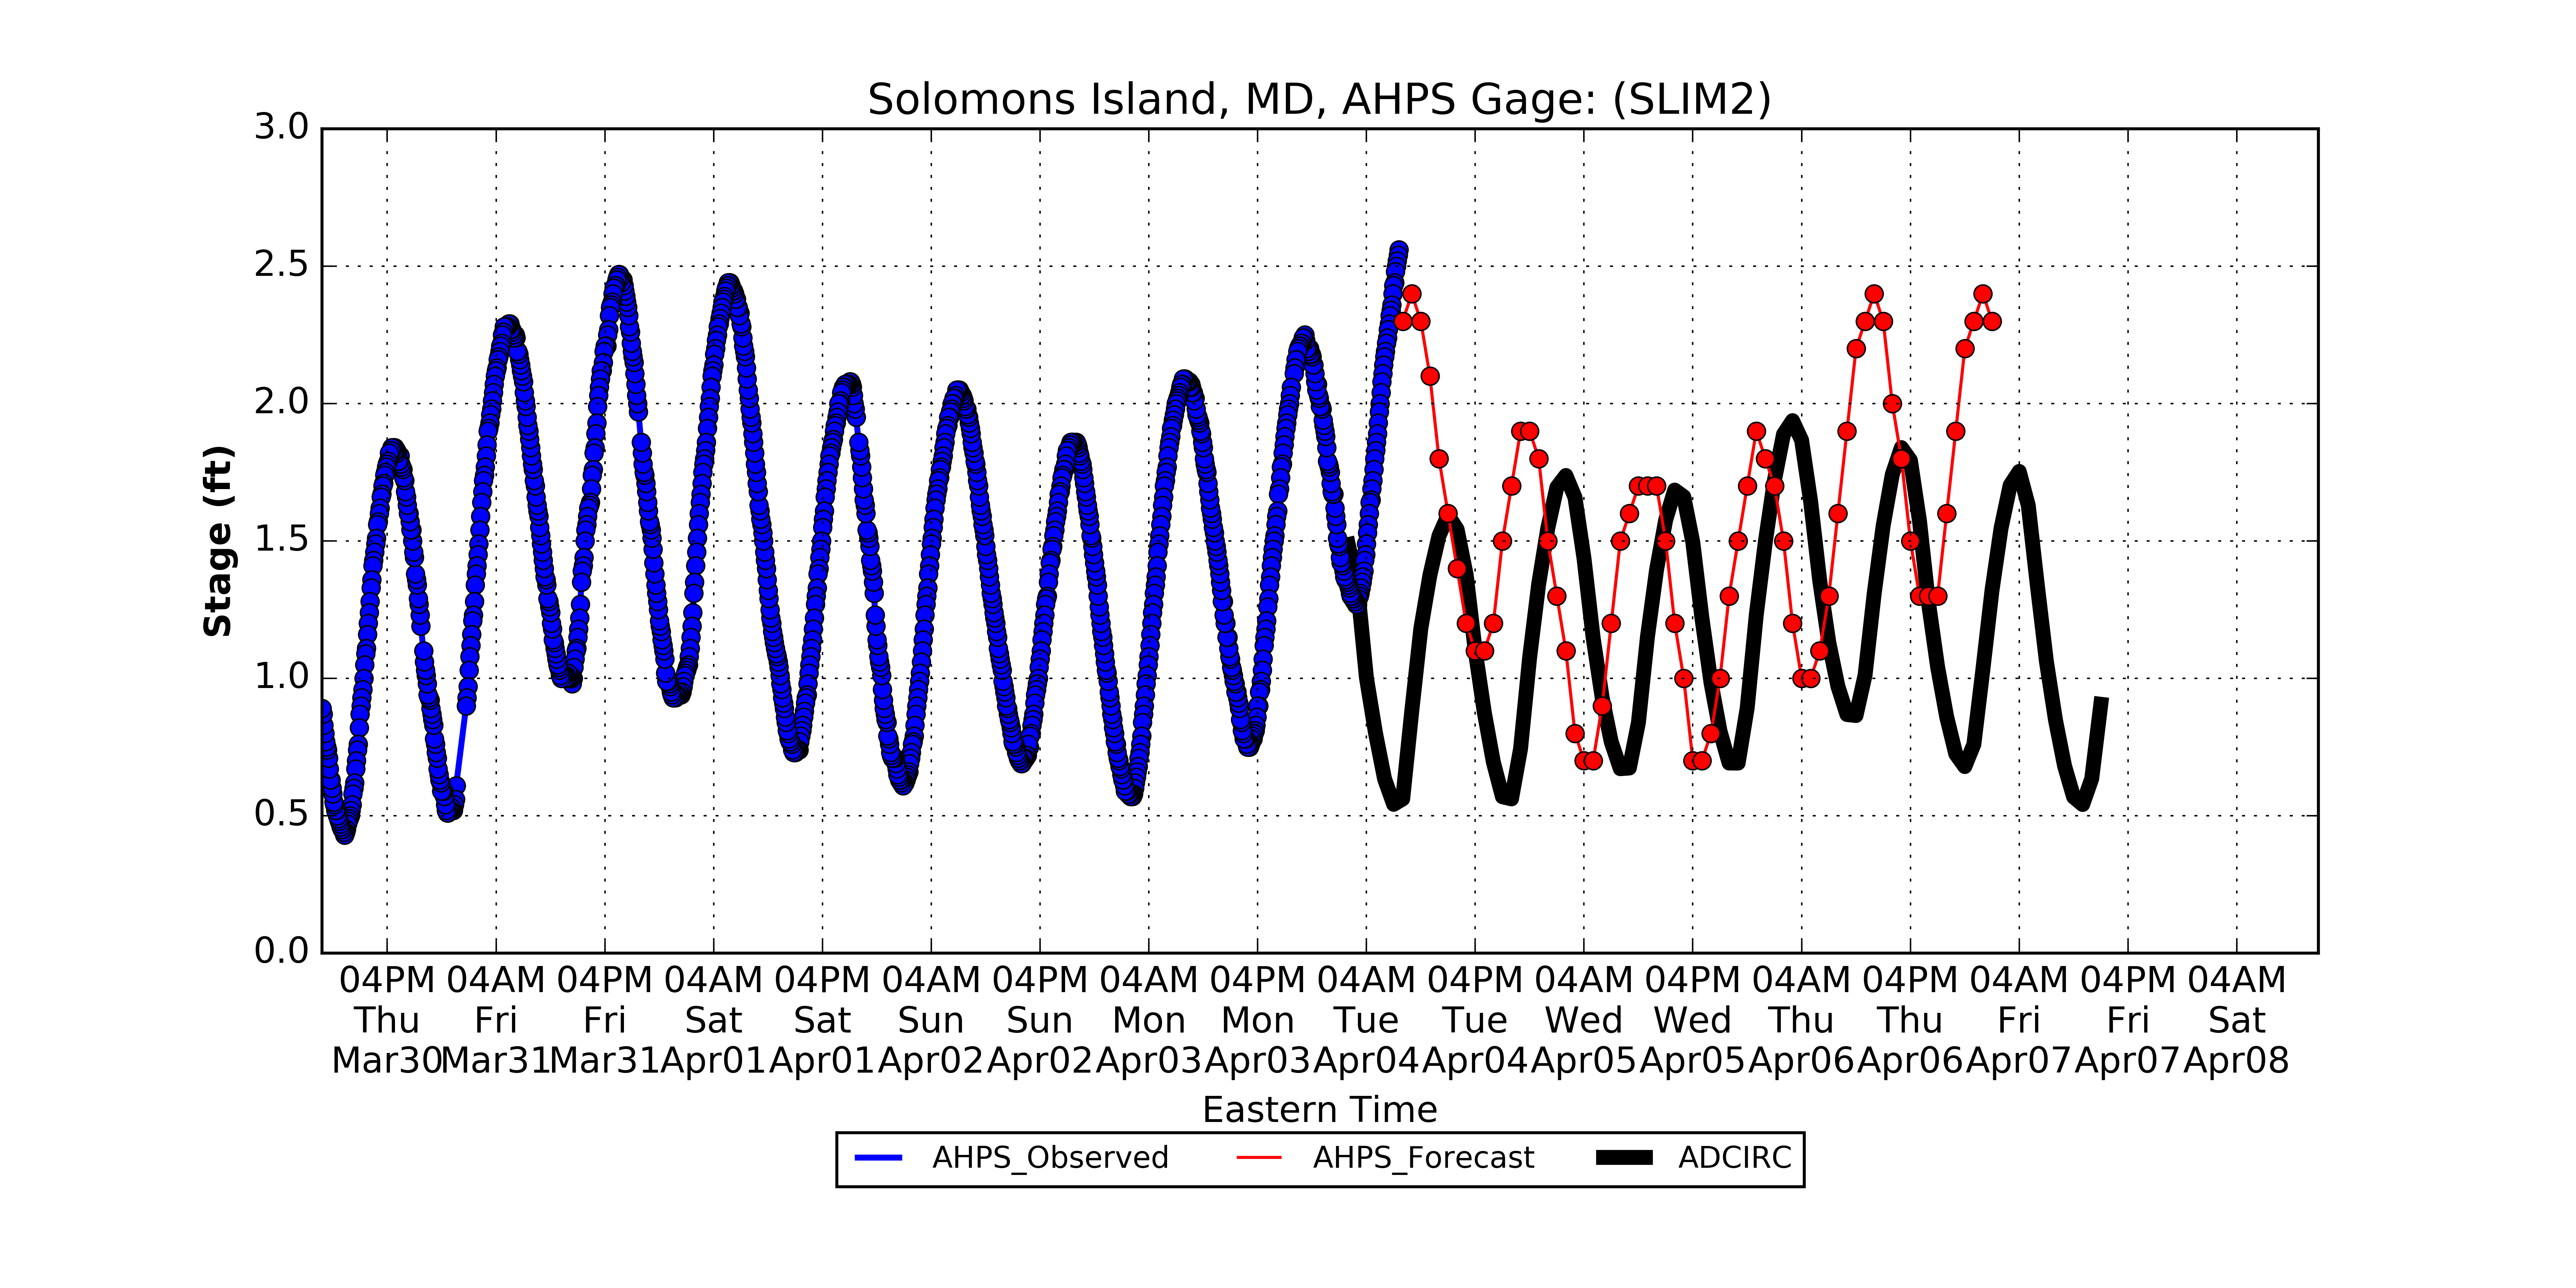 Solomons Island, MD, AHPS Gage: (SLIM2)
3.0
2.5
2.0
1.5
1.0
0.5
0.0
Stage (ft)
04PM 04AM 04PM 04AM 04PM 04AM 04PM 04AM 04PM 04AM 04PM 04AM 04PM 04AM 04PM 04AM 04PM 04AM
Thu Fri Fri Sat Sat Sun Sun Mon Mon Tue Tue Wed Wed Thu Thu Fri Fri Sat
Mar30 Mar31 Mar31 Apr01 Apr01 Apr02 Apr02 Apr03 Apr03 Apr04 Apr04 Apr05 Apr05 Apr06 Apr06 Apr07 Apr07 Apr08
Eastern Time
AHPS_Observed AHPS_Forecast ADCIRC